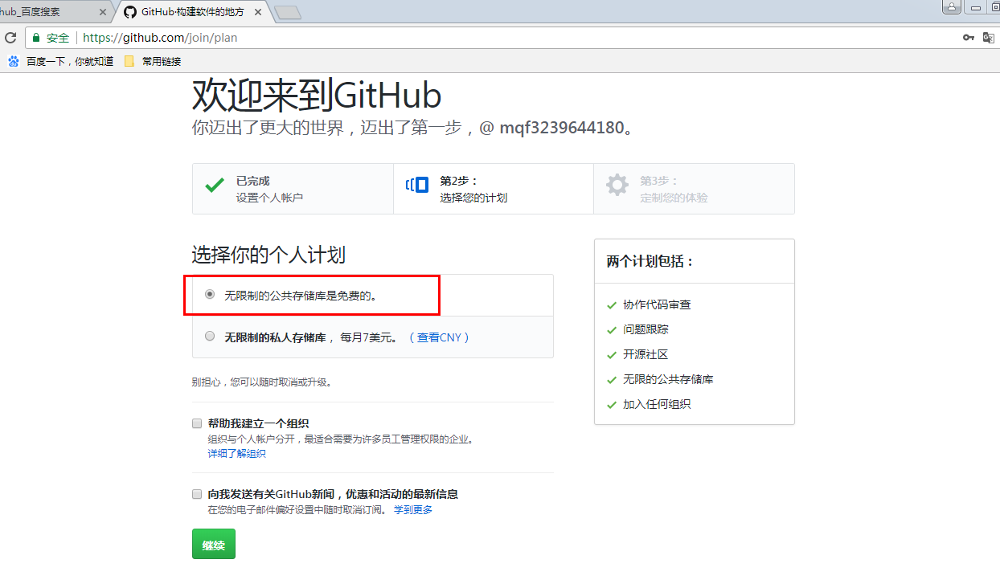 hub_百度搜索
GitHub·构建软件的地方
安全
https://github.com/join/plan
百度一下，你就知道
常用链接
欢迎来到GitHub
你迈出了更大的世界，迈出了第一步，@ mqf3239644180。
已完成
设置个人帐户
第2步：
选择您的计划
第3步：
定制您的体验
选择你的个人计划
无限制的公共存储库是免费的。
无限制的私人存储库，每月7美元。（查看CNY）
别担心，您可以随时取消或升级。
帮助我建立一个组织
组织与个人帐户分开，最适合需要为许多员工管理权限的企业。
详细了解组织
向我发送有关GitHub新闻，优惠和活动的最新信息
在您的电子邮件偏好设置中随时取消订阅。 学到更多
继续
两个计划包括：
协作代码审查
问题跟踪
开源社区
无限的公共存储库
加入任何组织